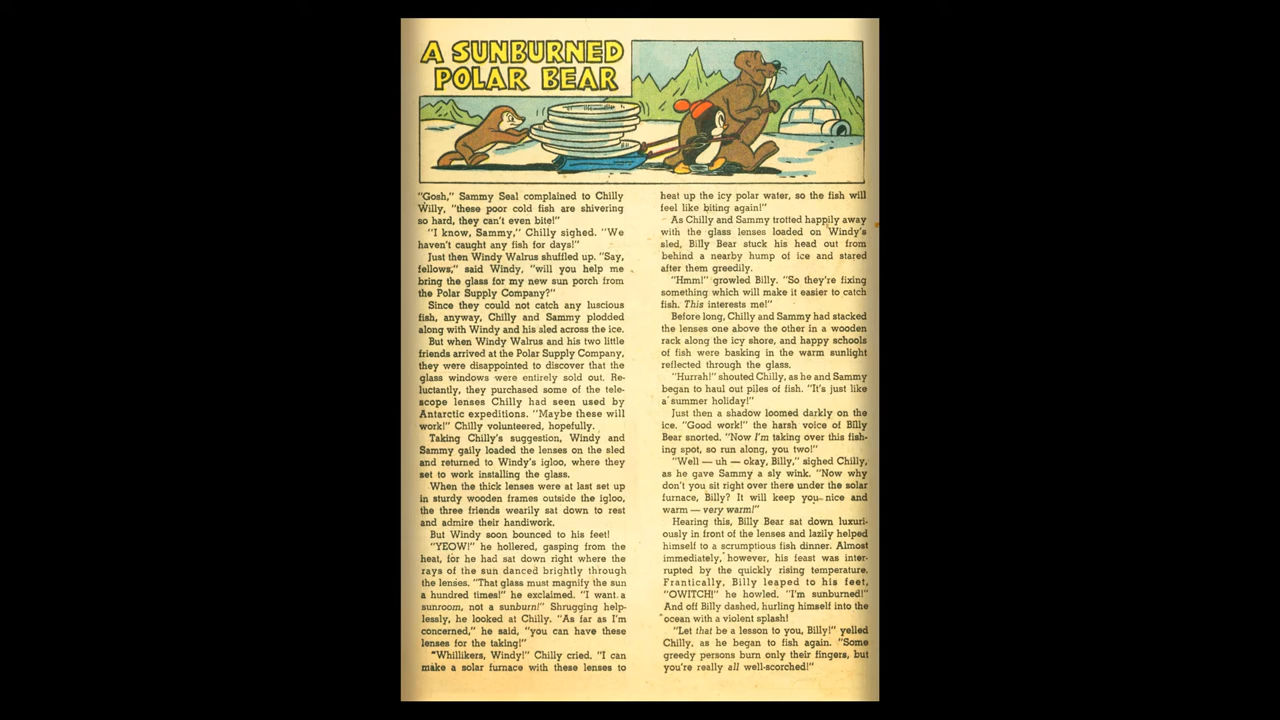 A SUNBURNED
POLAR BEAR
"Gosh," Sammy Seal complained to Chilly
Willy, "these poor cold fish are shivering
so hard, they can't even bite!"
"I know, Sammy," Chilly sighed. "We
haven't caught any fish for days!"
Just then Windy Walrus shuffled up. "Say,
fellows," said Windy, "will you help me
bring the glass for my new sun porch from
the Polar Supply Company?"
Since they could not catch any luscious
fish, anyway, Chilly and Sammy plodded
along with Windy and his sled across the ice.
But when Windy Walrus and his two little
friends arrived at the Polar Supply Company,
they were disappointed to discover that the
glass windows were entirely sold out. Re-
luctantly, they purchased some of the tele-
scope lenses Chilly had seen used by
Antarctic expeditions. "Maybe these will
work!" Chilly volunteered, hopefully.
Taking Chilly's suggestion, Windy and
Sammy gaily loaded the lenses on the sled
and returned to Windy's igloo, where they
set to work installing the glass.
When the thick lenses were at last set up
in sturdy wooden frames outside the igloo,
the three friends wearily sat down to rest
and admire their handiwork.
But Windy soon bounced to his feet!
"YEOW!" he hollered, gasping from the
heat, for he had sat down right where the
rays of the sun danced brightly through
the lenses. "That glass must magnify the sun
a hundred times!" he exclaimed. "I want a
sunroom, not a sunburn!" Shrugging help-
lessly, he looked at Chilly. "As far as I'm
concerned," he said, "you can have these
lenses for the taking!"
"Whillikers, Windy!" Chilly cried. "I can
make a solar furnace with these lenses to
heat up the icy polar water, so the fish will
feel like biting again!"
As Chilly and Sammy trotted happily away
with the glass lenses loaded on Windy's
sled, Billy Bear stuck his head out from
behind a nearby hump of ice and stared
after them greedily.
"Hmm!" growled Billy. "So they're fixing
something which will make it easier to catch
fish. This interests me!"
Before long, Chilly and Sammy had stacked
the lenses one above the other in a wooden
rack along the icy shore, and happy schools
of fish were basking in the warm sunlight
reflected through the glass.
"Hurrah!" shouted Chilly, as he and Sammy
began to haul out piles of fish. "It's just like
a summer holiday!"
Just then a shadow loomed darkly on the
ice. "Good work!" the harsh voice of Billy
Bear snorted. "Now I'm taking over this fish-
ing spot, so run along, you two!"
"Well — uh — okay, Billy," sighed Chilly,
as he gave Sammy a sly wink. "Now why
don't you sit right over there under the solar
furnace, Billy? It will keep you nice and
warm — very warm!"
Hearing this, Billy Bear sat down luxuri-
ously in front of the lenses and lazily helped
himself to a scrumptious fish dinner. Almost
immediately, however, his feast was inter-
rupted by the quickly rising temperature.
Frantically, Billy leaped to his feet,
"OWITCH!" he howled. "I'm sunburned!"
And off Billy dashed, hurling himself into the
ocean with a violent splash!
"Let that be a lesson to you, Billy!" yelled
Chilly, as he began to fish again. "Some
greedy persons burn only their fingers, but
you're really all well-scorched!"